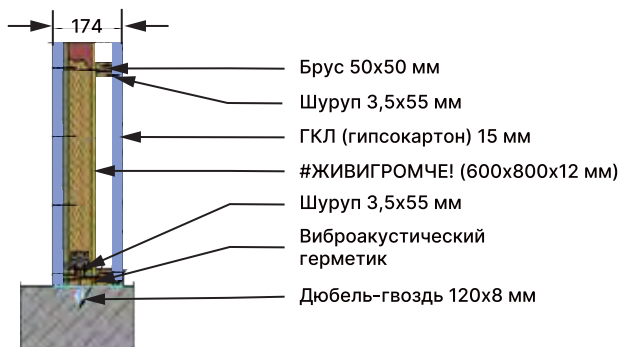 174
Брус 50х50 мм
Шуруп 3,5х55 мм
ГКЛ (гипсокартон) 15 мм
#ЖИВИГРОМЧЕ! (600х800х12 мм)
Шуруп 3,5х55 мм
Виброакустический
герметик
Дюбель-гвоздь 120х8 мм